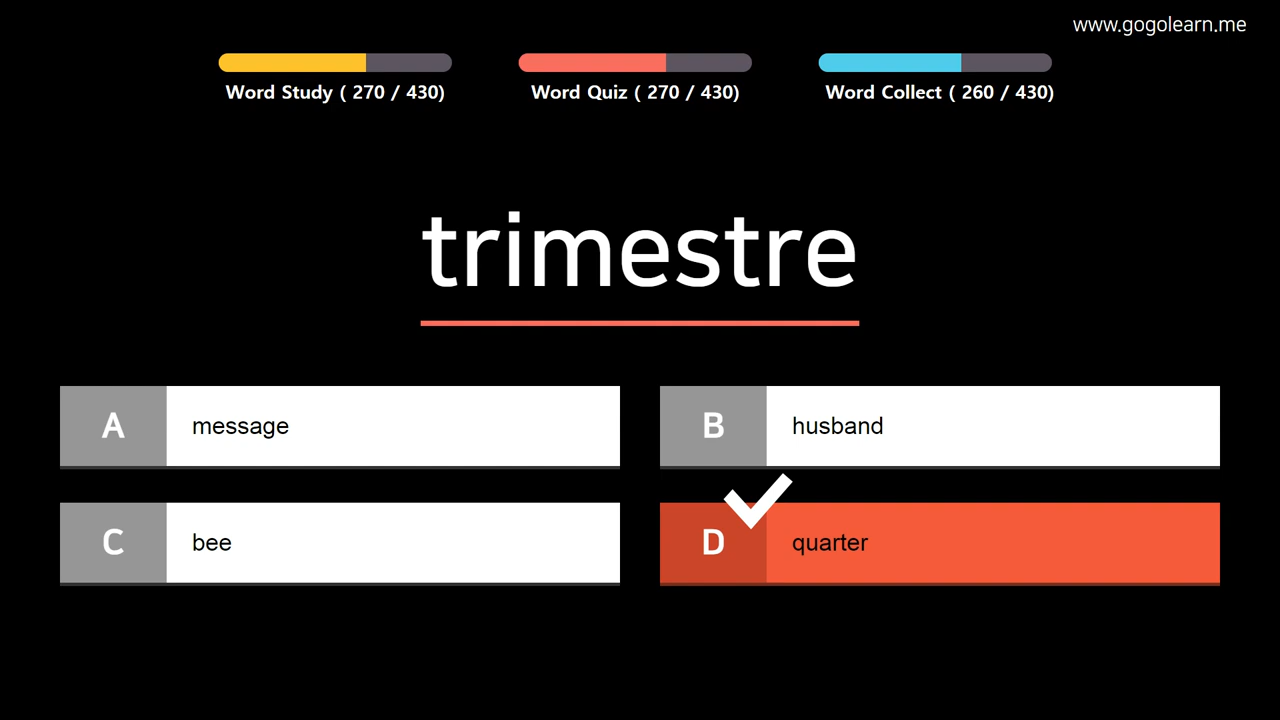 www.gogolearn.me
Word Study ( 270 / 430)
Word Quiz ( 270 / 430)
Word Collect ( 260 / 430)
trimestre
A message
B husband
C bee
D quarter